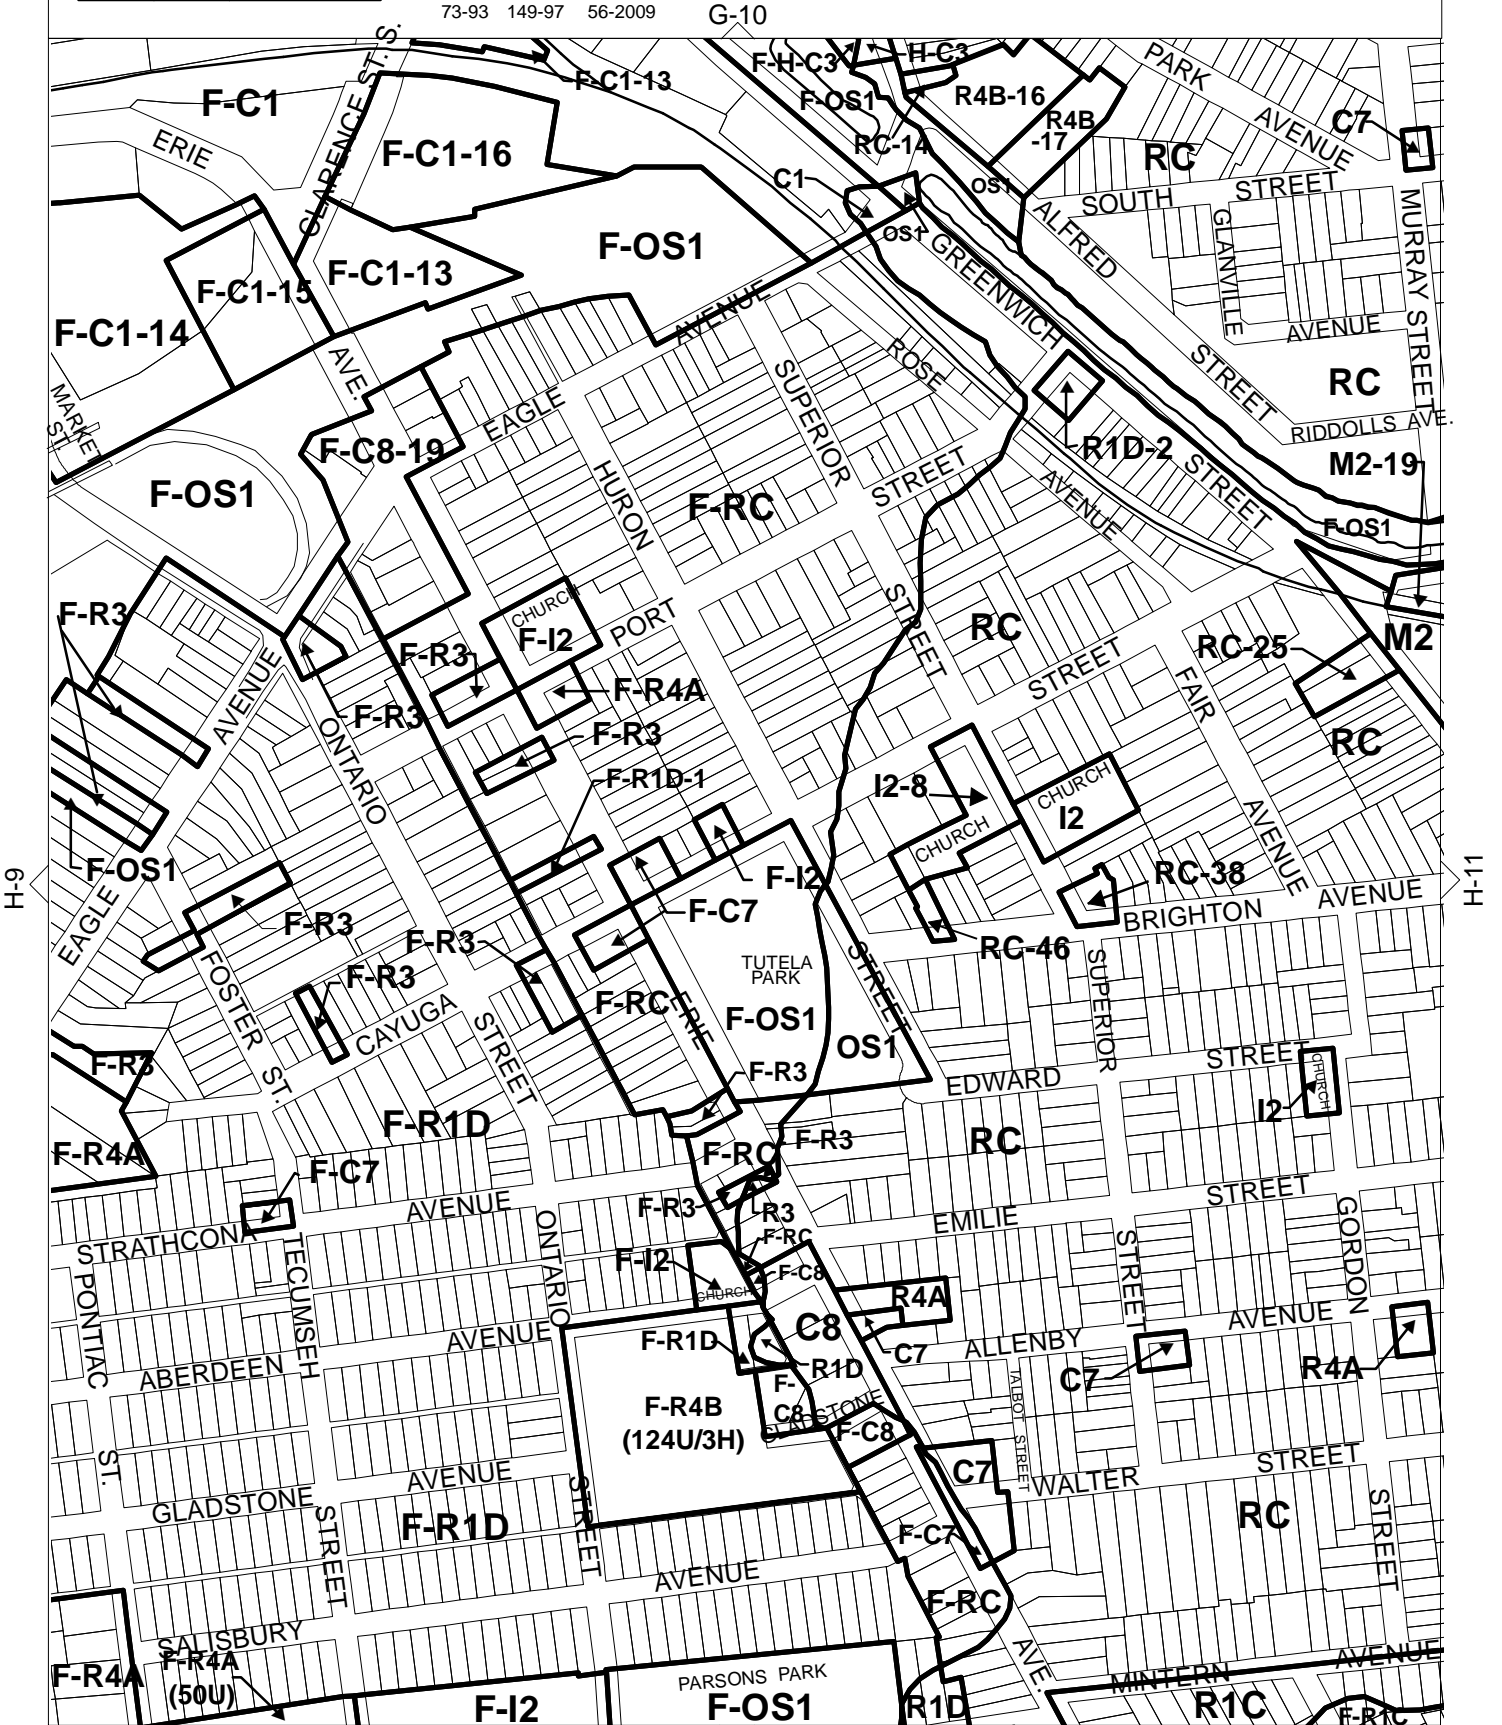 73-93 149-97 56-2009
G-10
F-C1
ERIE
CLARENCE ST. S.
F-C1-13
F-C1-16
F-H-C3
H-C3
F-OS1
R4B-16
R4B
-17
RC-14
PARK
AVENUE
C7
RC
C1
OS1
OS1
SOUTH
STREET
ALFRED
STREET
GLANVILLE
AVENUE
MURRAY STREET
GREENWICH
STREET
F-OS1
F-C1-13
F-C1-15
F-C1-14
AVE.
MARKET
ST.
AVENUE
EAGLE
ROSE
AVENUE
SUPERIOR
STREET
RC
RIDDOLLS AVE.
R1D-2
M2-19
F-C8-19
F-OS1
HURON
F-RC
STREET
F-OS1
F-R3
CHURCH
F-I2
PORT
STREET
RC
RC-25
M2
F-R3
F-R4A
FAIR
AVENUE
F-R3
F-R3
ONTARIO
AVENUE
F-R1D-1
I2-8
CHURCH
I2
CHURCH
RC
H-9
F-OS1
EAGLE
F-I2
F-C7
RC-38
BRIGHTON
AVENUE
H-11
F-R3
F-R3
F-R3
RC-46
TUTELA
PARK
F-OS1
STREET
OS1
SUPERIOR
FOSTER
ST.
CAYUGA
STREET
F-RC
ERIE
F-R3
F-R3
EDWARD
STREET
CHURCH
I2
F-R1D
RC
F-R4A
F-C7
F-RC
F-R3
F-R3
R3
F-RC
STRATHCONA
AVENUE
EMILIE
STREET
GORDON
PONTIAC
TECUMSEH
ONTARIO
F-I2
CHURCH
F-C8
R4A
STREET
C8
F-R1D
R1D
C7
ALLENBY
AVENUE
C7
R4A
ABERDEEN
AVENUE
F-
C8
F-R4B
(124U/3H)
GLADSTONE
F-C8
TALBOT STREET
ST.
C7
WALTER
STREET
GLADSTONE
AVENUE
STREET
STREET
F-R1D
F-C7
RC
STREET
AVENUE
F-RC
SALISBURY
AVE.
F-R4A
F-R4A
(50U)
F-I2
PARSONS PARK
F-OS1
R1D
MINTERN
AVENUE
R1C
F-R1C